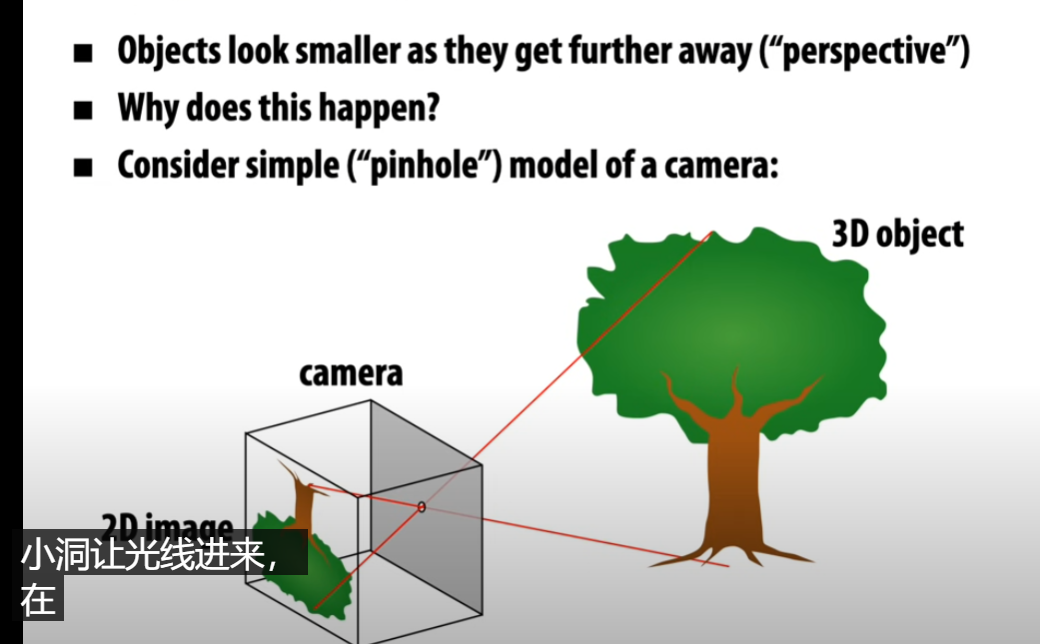 ■ Objects look smaller as they get further away (“perspective”)
■ Why does this happen?
■ Consider simple (“pinhole”) model of a camera:
3D object
camera
2D image
小洞让光线进来，
在